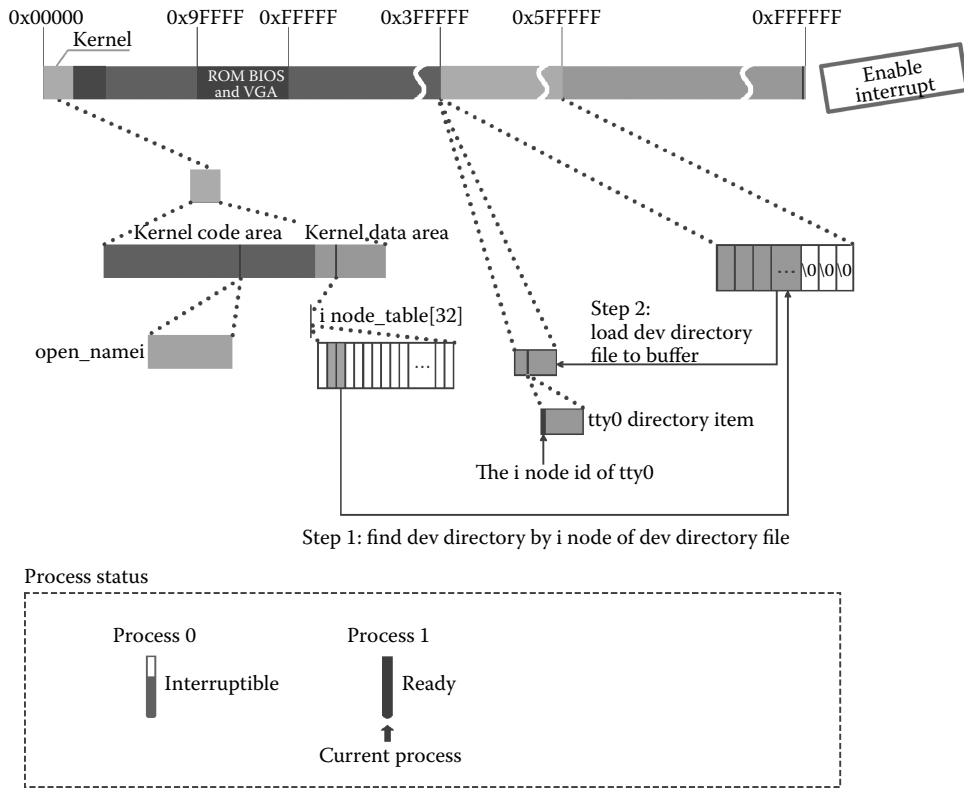 0x00000 0x9FFFF 0xFFFFF 0x3FFFFF 0x5FFFFF 0xFFFFFF
Kernel
ROM BIOS
and VGA
Enable
interrupt
Kernel code area Kernel data area
... \0 \0 \0
i node_table[32]
open_namei
...
Step 2:
load dev directory
file to buffer
tty0 directory item
The i node id of tty0
Step 1: find dev directory by i node of dev directory file
Process status
Process 0 Process 1
Interruptible Ready
Current process